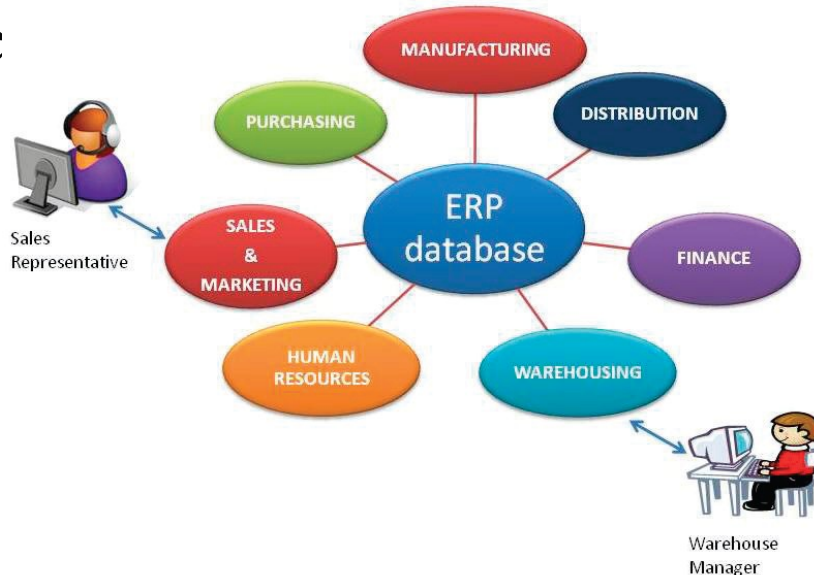 MANUFACTURING
PURCHASING
DISTRIBUTION
ERP
database
Sales
Representative
SALES
&
MARKETING
FINANCE
HUMAN
RESOURCES
WAREHOUSING
Warehouse
Manager